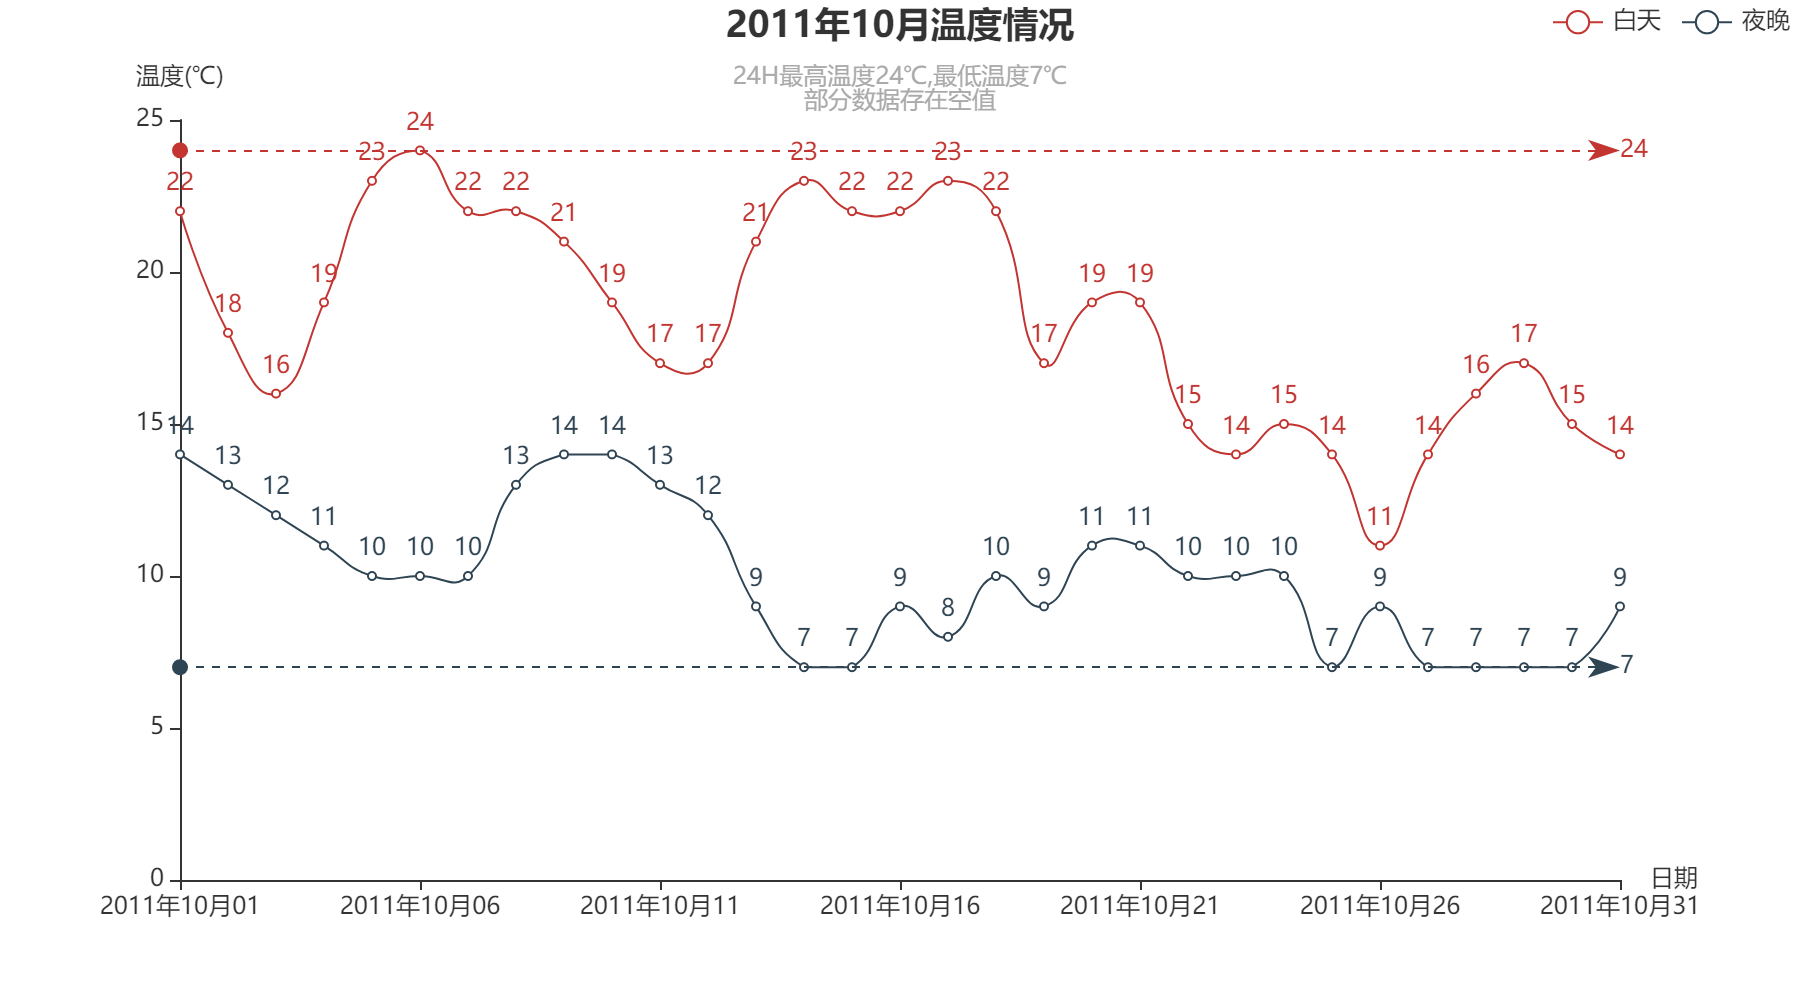 2011年10月温度情况
白天 夜晚
24H最高温度24℃,最低温度7℃
部分数据存在空值
温度(℃)
25
20
15
10
5
0
22 18 16 19 23 24 22 22 21 19 17 17 21 23 22 22 23 22 17 19 19 15 14 15 14 11 14 16 17 15 14
24
14 13 12 11 10 10 10 13 14 14 13 12 9 7 7 9 8 10 9 11 11 10 10 10 7 9 7 7 7 7 9
7
日期
2011年10月01 2011年10月06 2011年10月11 2011年10月16 2011年10月21 2011年10月26 2011年10月31